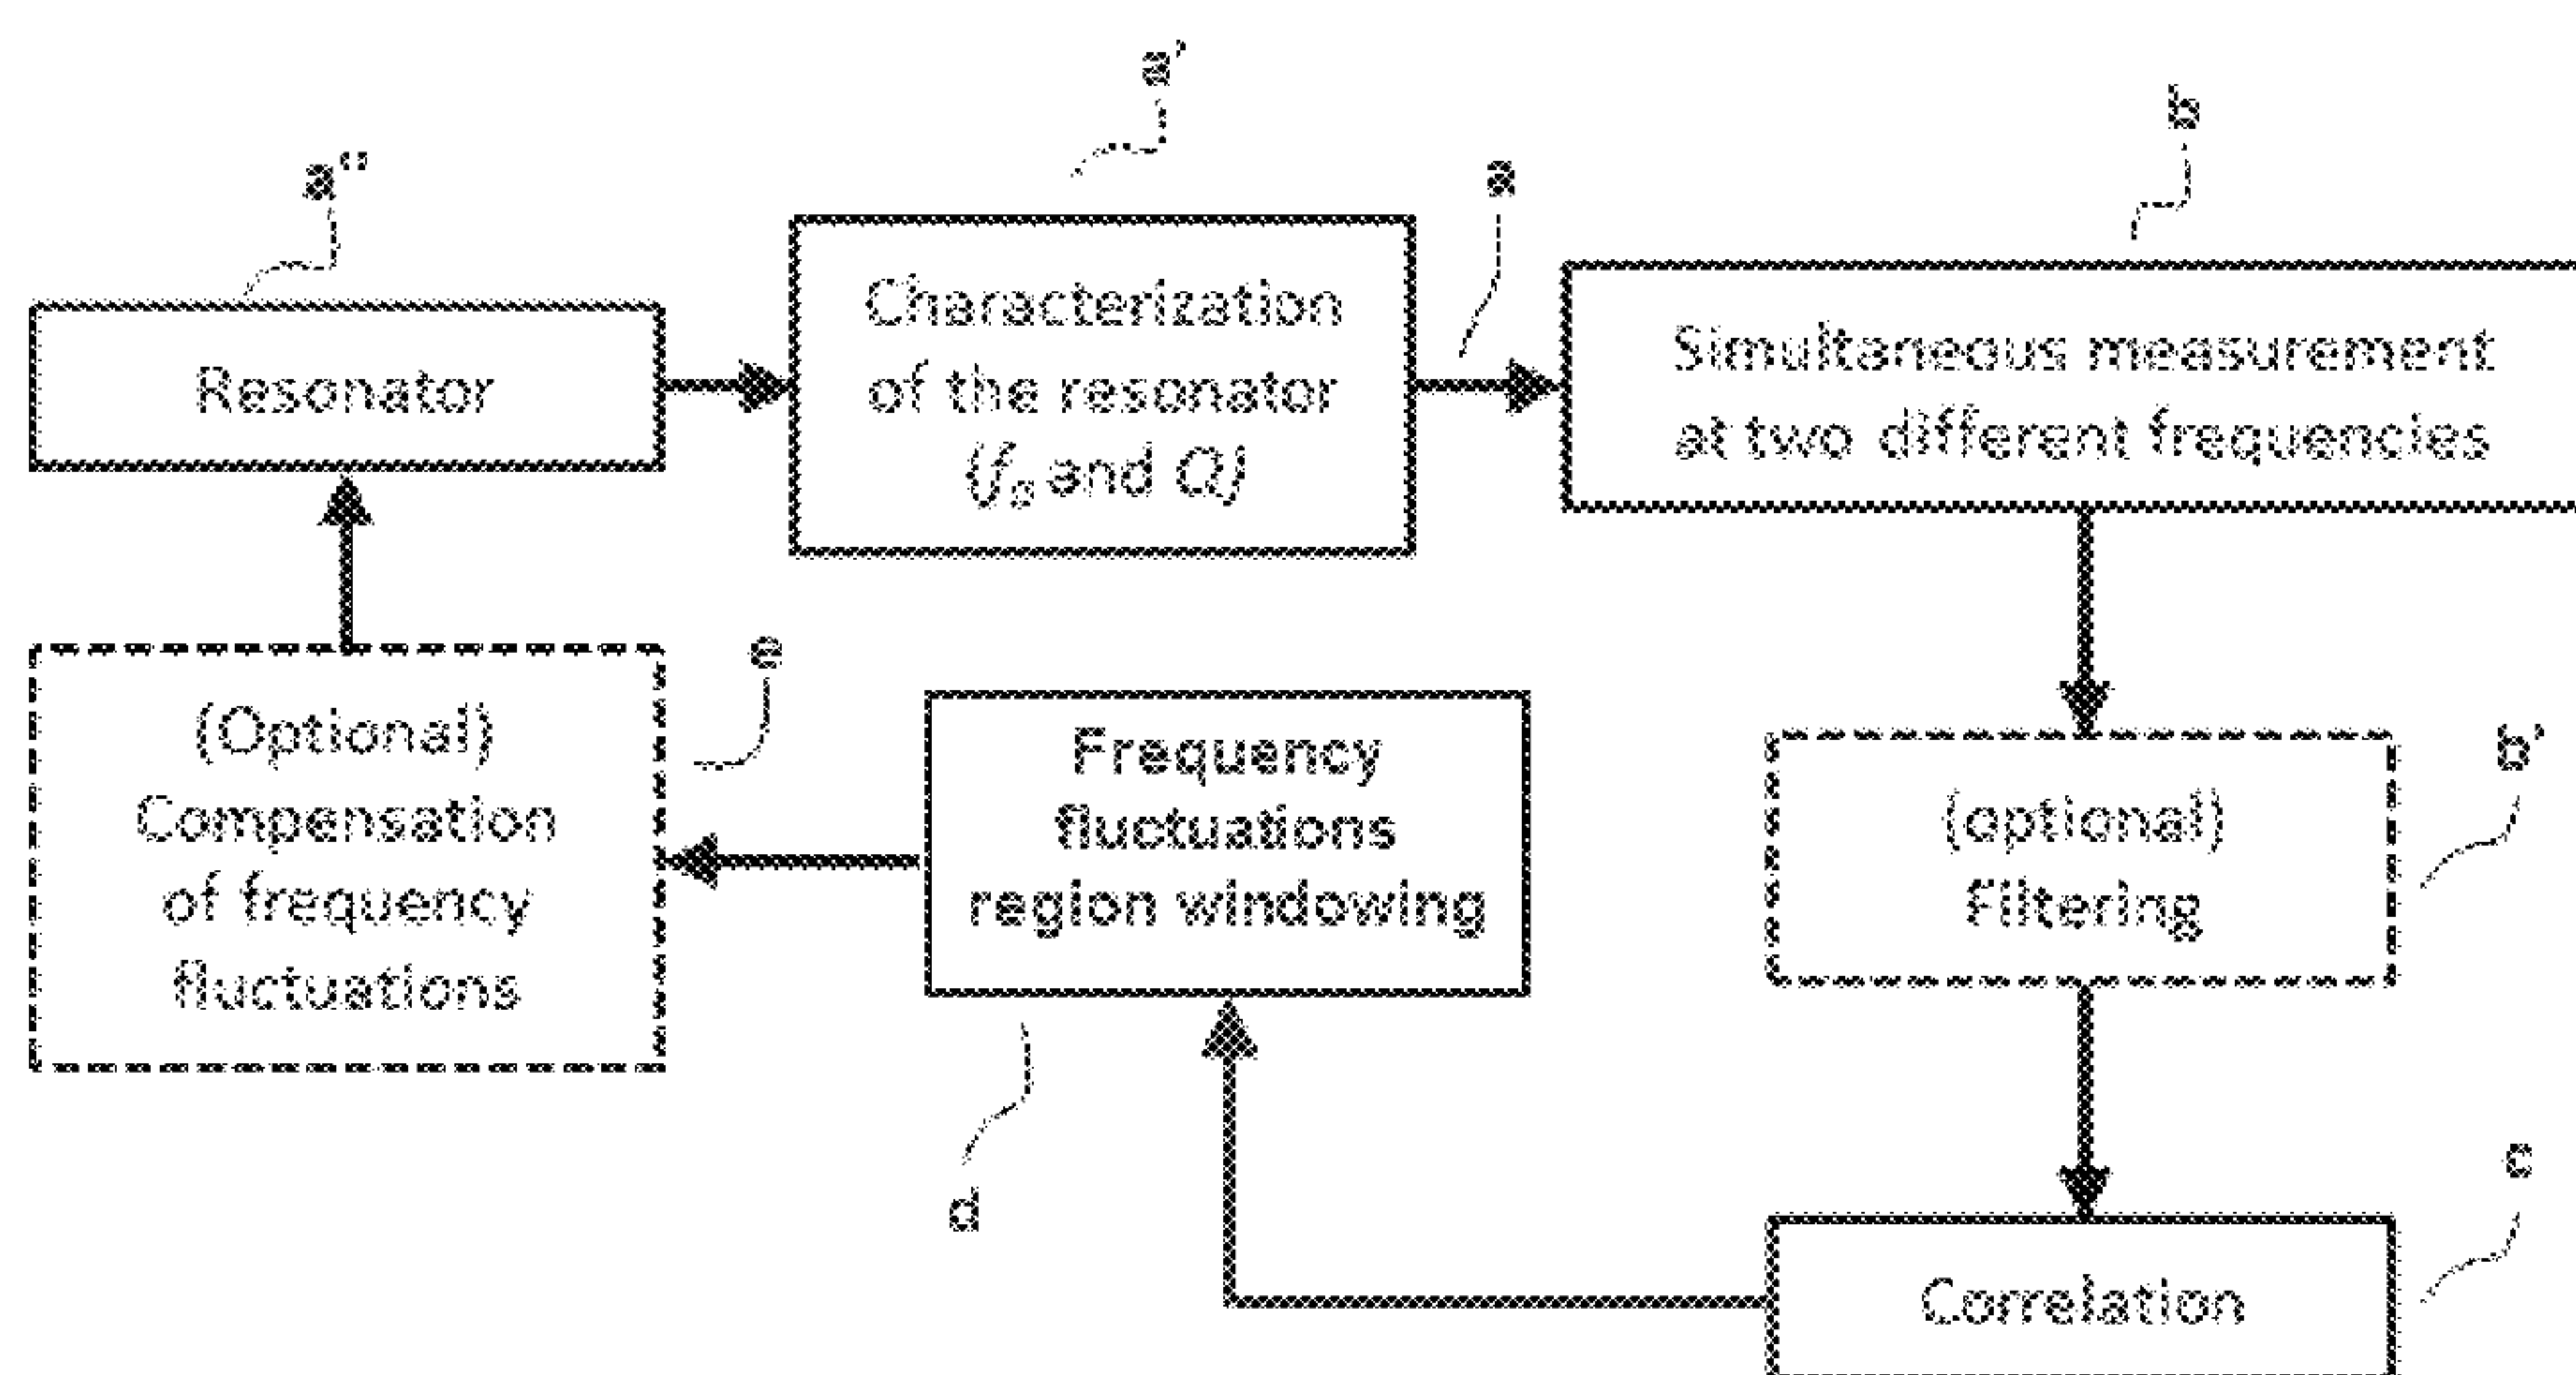 a'
b
a''
a
Resonator
Characterization
of the resonator
(f₀ and Q)
Simultaneous measurement
at two different frequencies
e
(Optional)
Compensation
of frequency
fluctuations
Frequency
fluctuations
region windowing
d
b'
(optional)
Filtering
c
Correlation